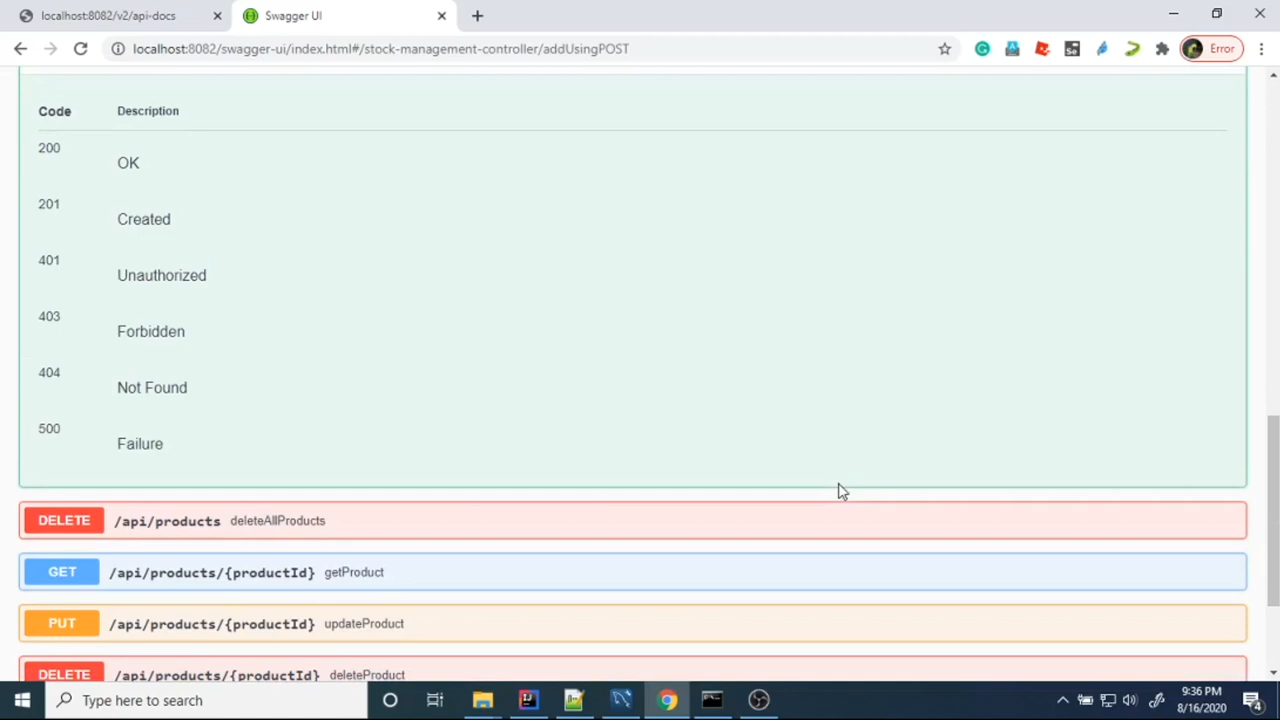 localhost:8082/v2/api-docs
Swagger UI
localhost:8082/swagger-ui/index.html#/stock-management-controller/addUsingPOST
Se
Error
Code Description
200 OK
201 Created
401 Unauthorized
403 Forbidden
404 Not Found
500 Failure
DELETE /api/products deleteAllProducts
GET /api/products/{productId} getProduct
PUT /api/products/{productId} updateProduct
DELETE /api/products/{productId} deleteProduct
Type here to search
9:36 PM
8/16/2020
4